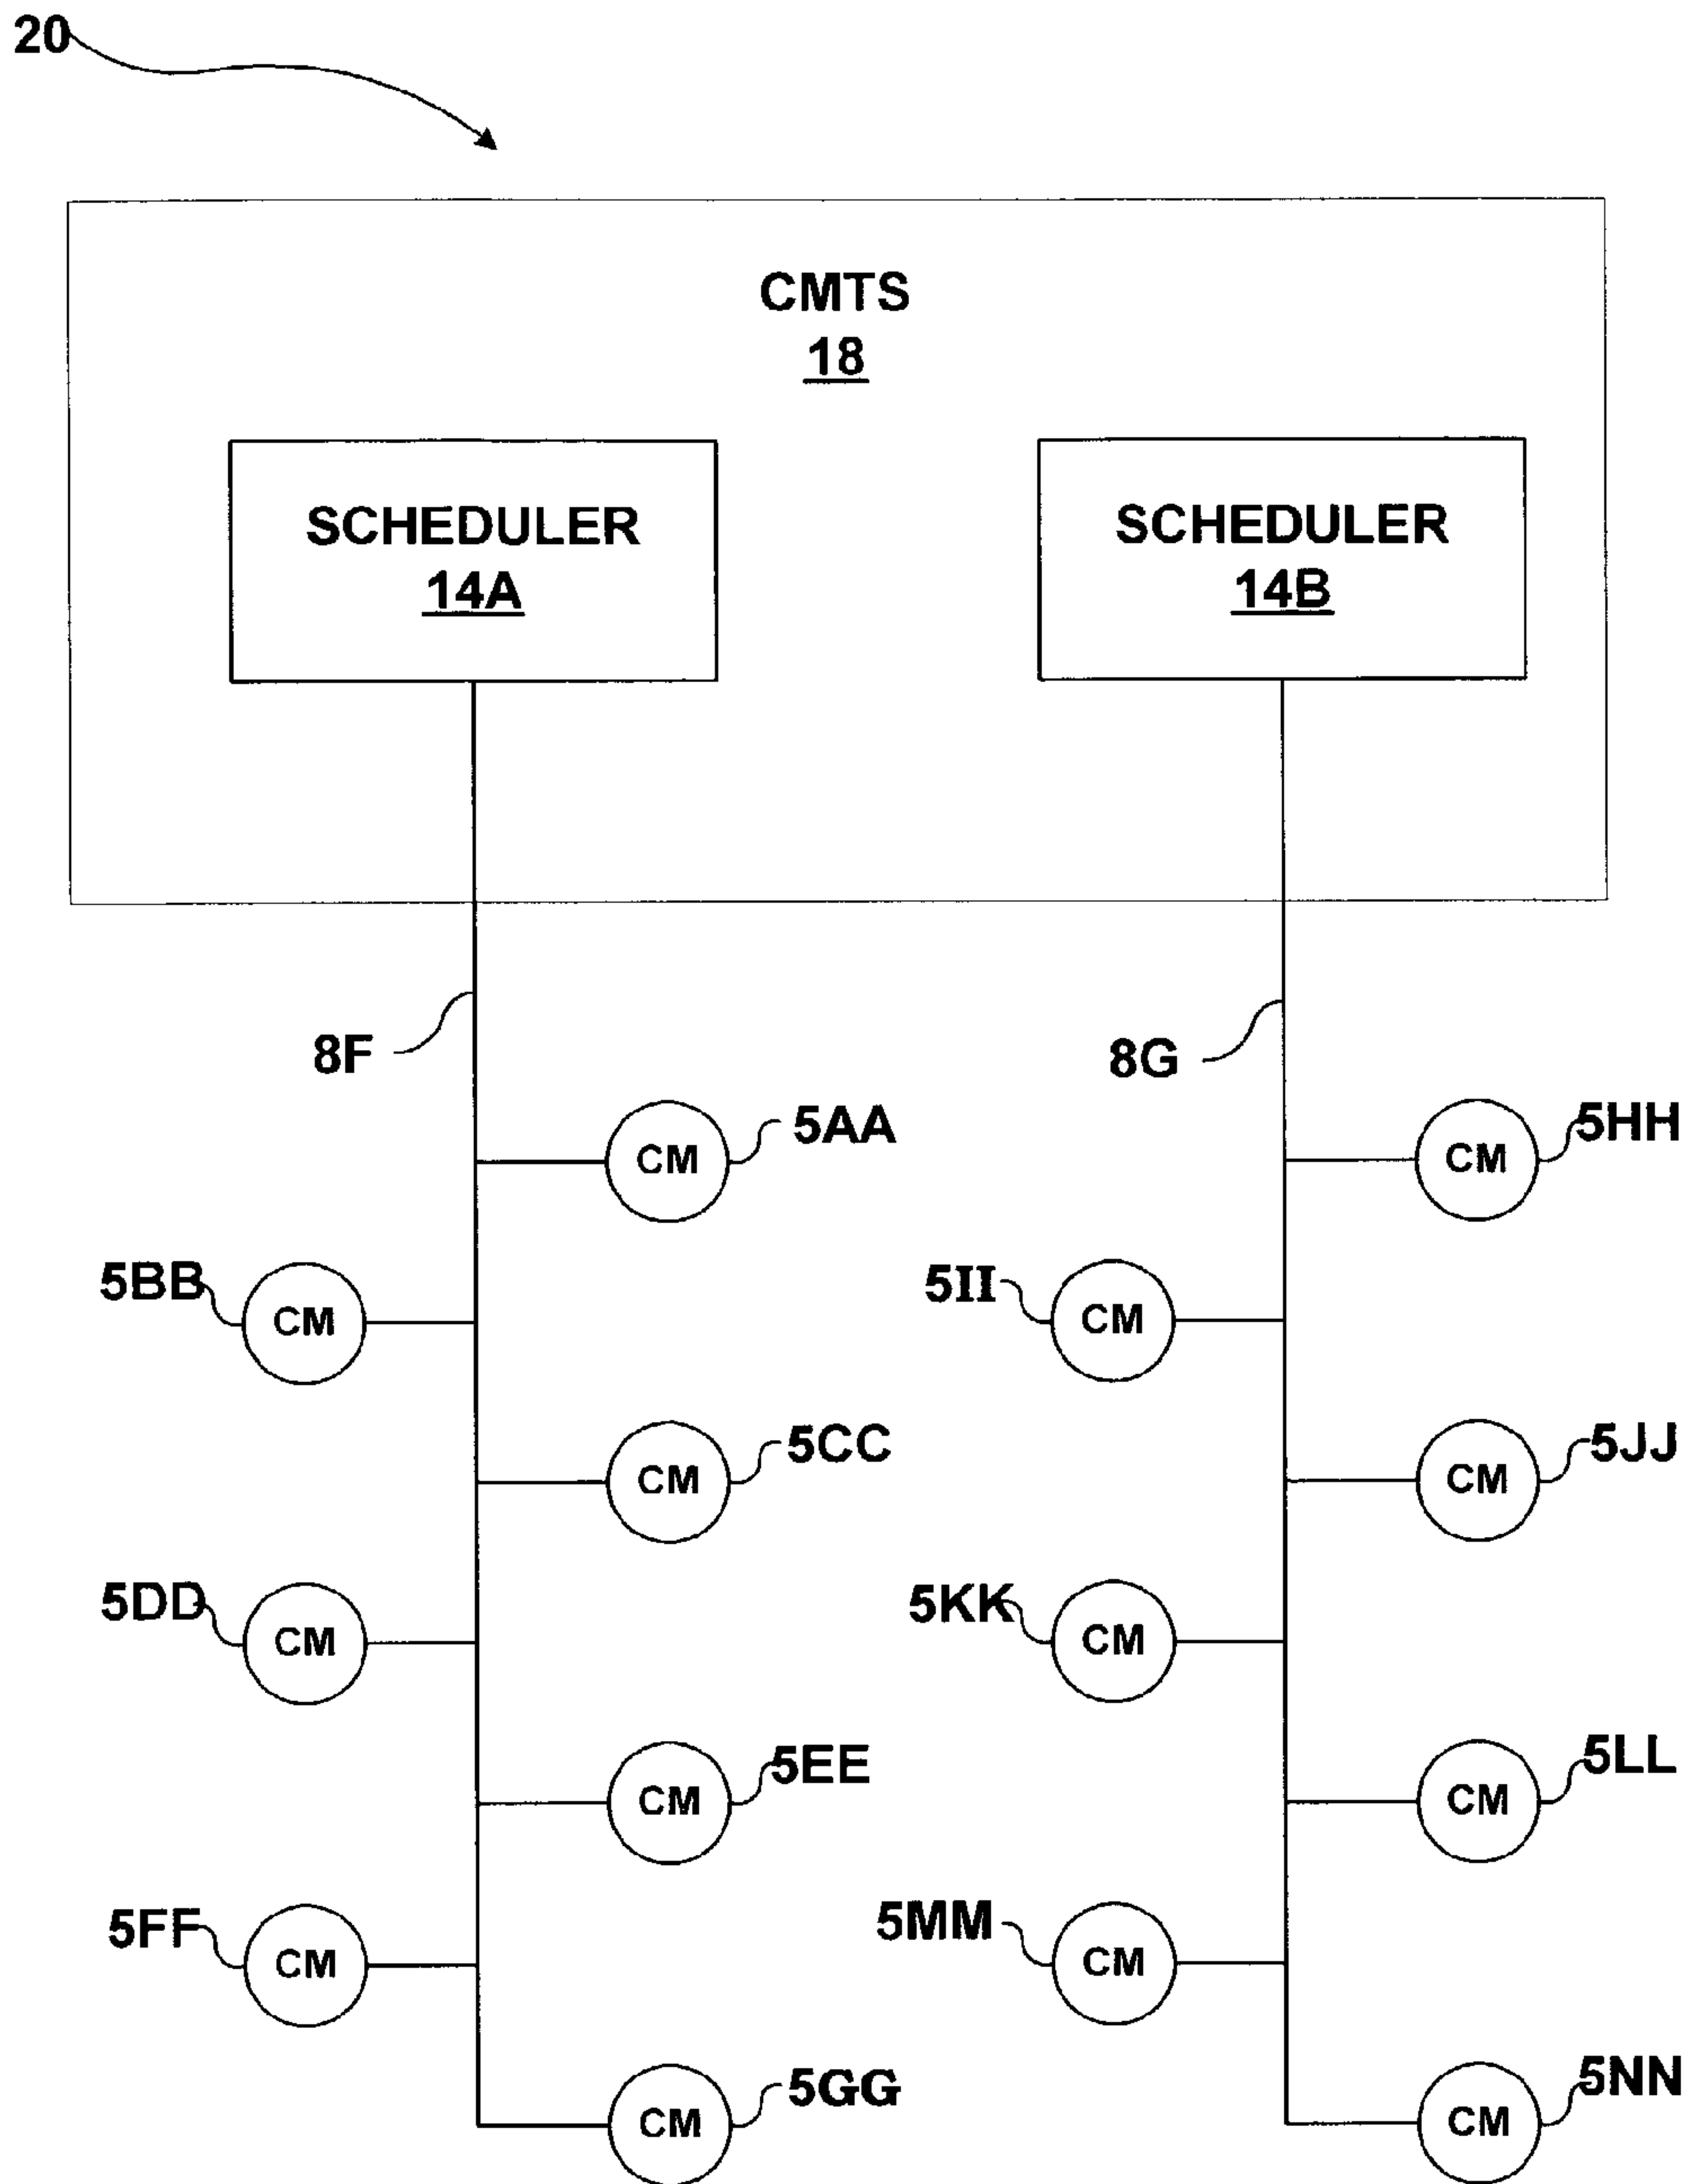 20
CMTS
18
SCHEDULER
14A
SCHEDULER
14B
8F
8G
CM
5AA
CM
5HH
5BB
CM
5II
CM
CM
5CC
CM
5JJ
5DD
CM
5KK
CM
CM
5EE
CM
5LL
5FF
CM
5MM
CM
CM
5GG
CM
5NN